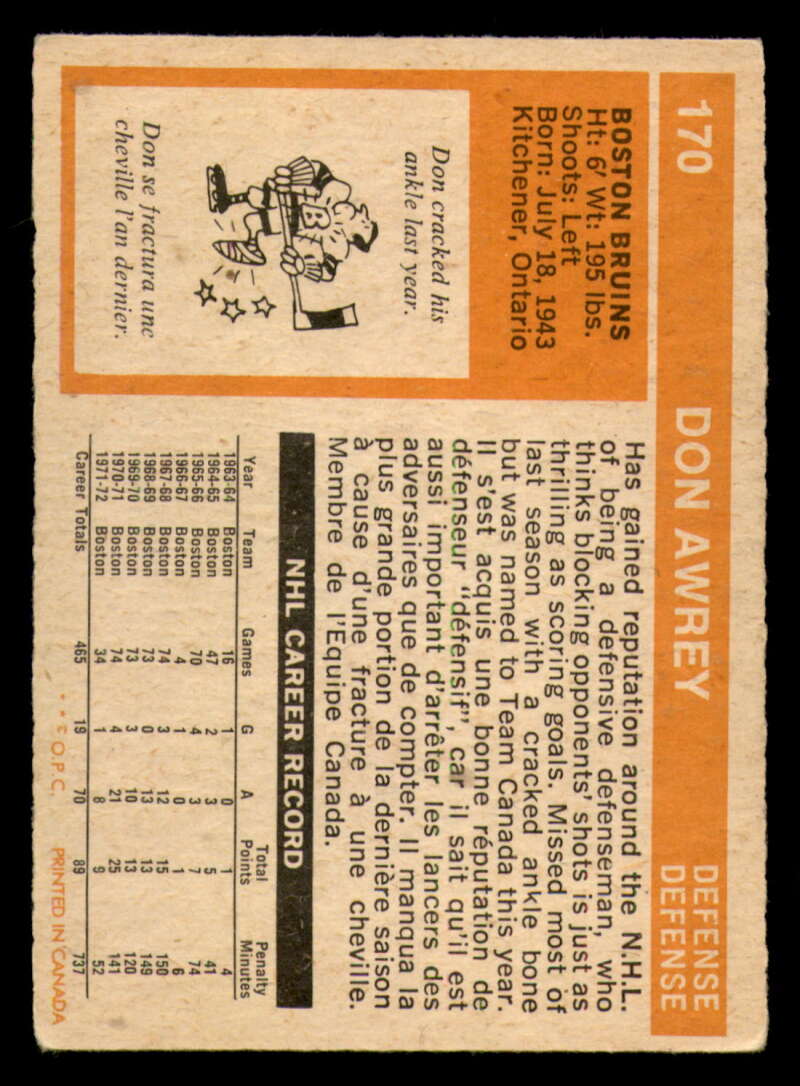 170 DON AWREY DEFENSE
DEFENSE
BOSTON BRUINS
Ht: 6' Wt: 195 lbs.
Shoots: Left
Born: July 18, 1943
Kitchener, Ontario
Don cracked his
ankle last year.
B
Don se fractura une
cheville l'an dernier.
Has gained reputation around the N.H.L.
of being a defensive defenseman, who
thinks blocking opponents' shots is just as
thrilling as scoring goals. Missed most of
last season with a cracked ankle bone
but was named to Team Canada this year.
Il s'est acquis une bonne réputation de
défenseur "défensif", car il sait qu'il est
aussi important d'arrêter les lancers des
adversaires que de compter. Il manqua la
plus grande portion de la dernière saison
à cause d'une fracture à une cheville.
Membre de l'Equipe Canada.
NHL CAREER RECORD
Year Team Games G A Total Points Penalty Minutes
1963-64 Boston 16 1 0 1 4
1964-65 Boston 47 2 3 5 41
1965-66 Boston 70 4 3 7 74
1966-67 Boston 4 1 0 1 6
1967-68 Boston 74 3 12 15 150
1968-69 Boston 73 0 13 13 149
1969-70 Boston 73 3 10 13 120
1970-71 Boston 74 4 21 25 141
1971-72 Boston 34 1 8 9 52
Career Totals 465 19 70 89 737
* * © O.P.C. PRINTED IN CANADA